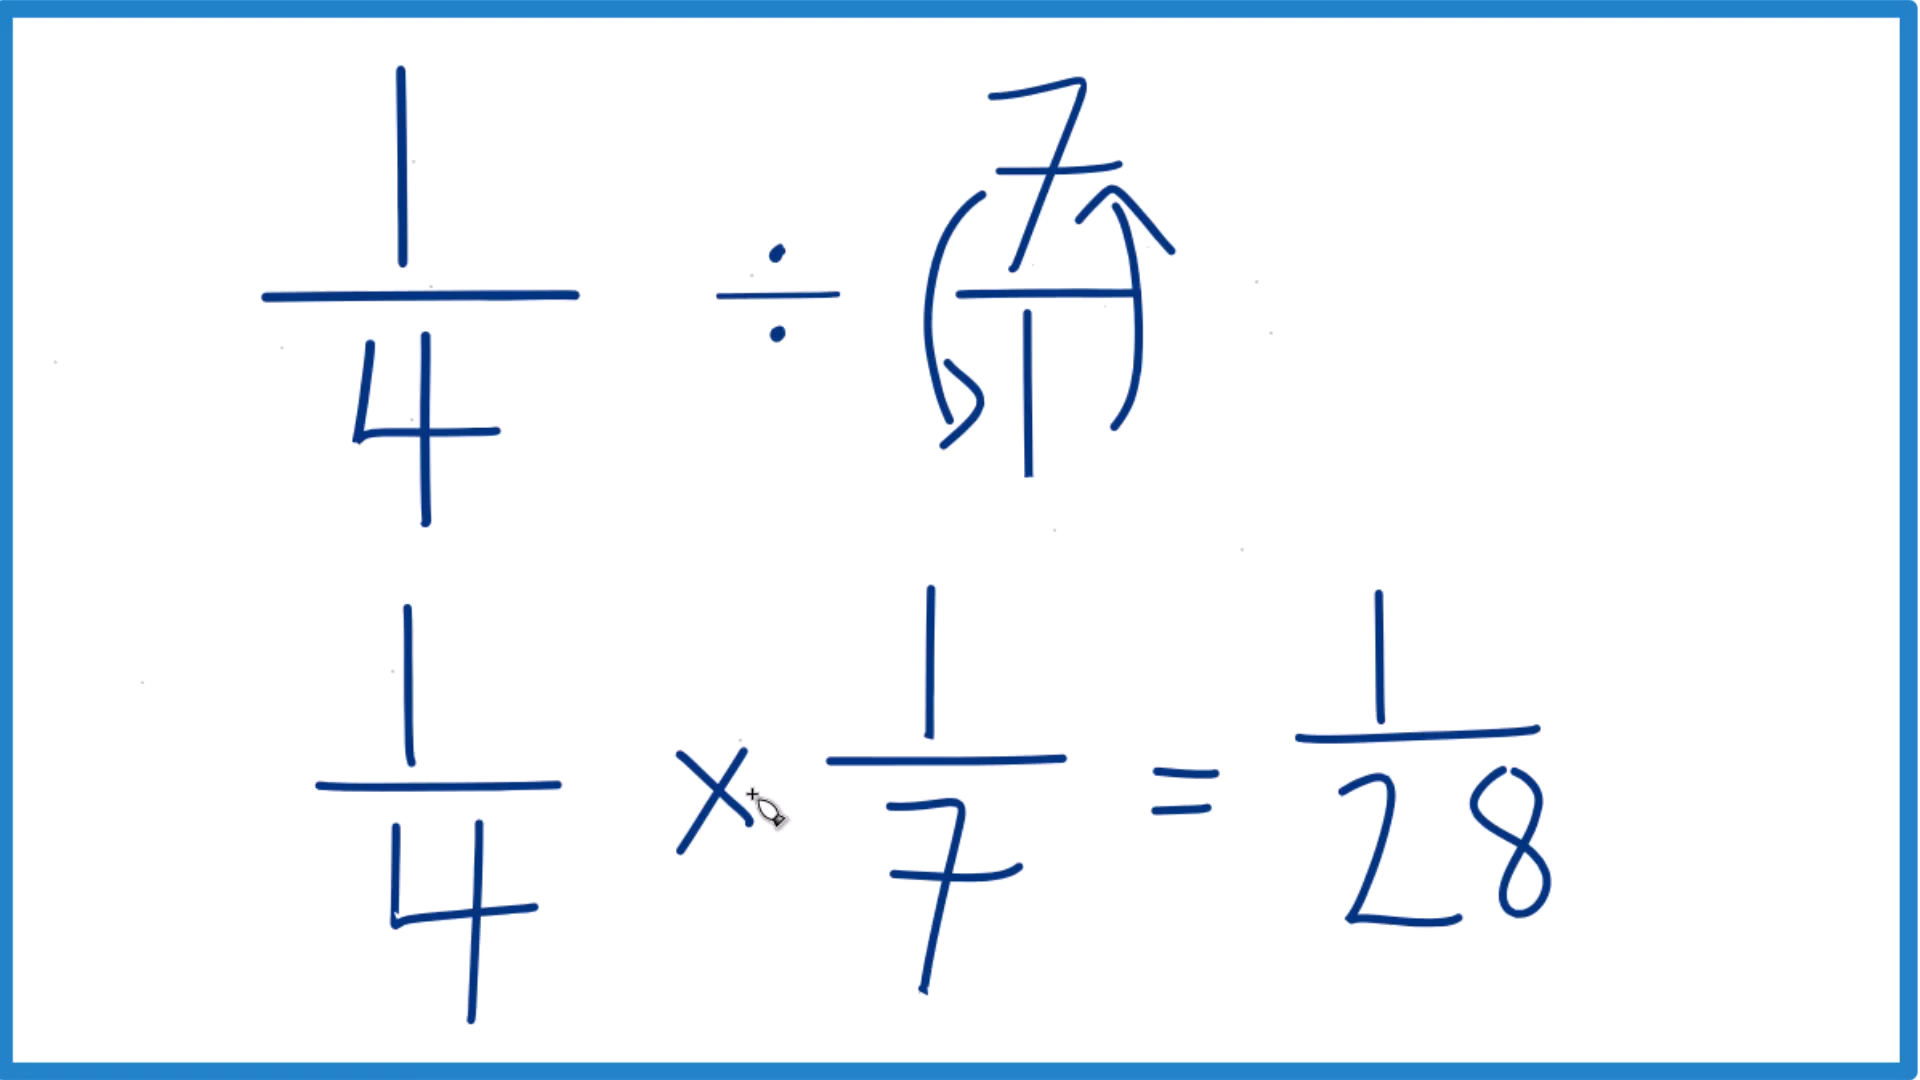 1/4 ÷ 7/1
1/4 × 1/7 = 1/28